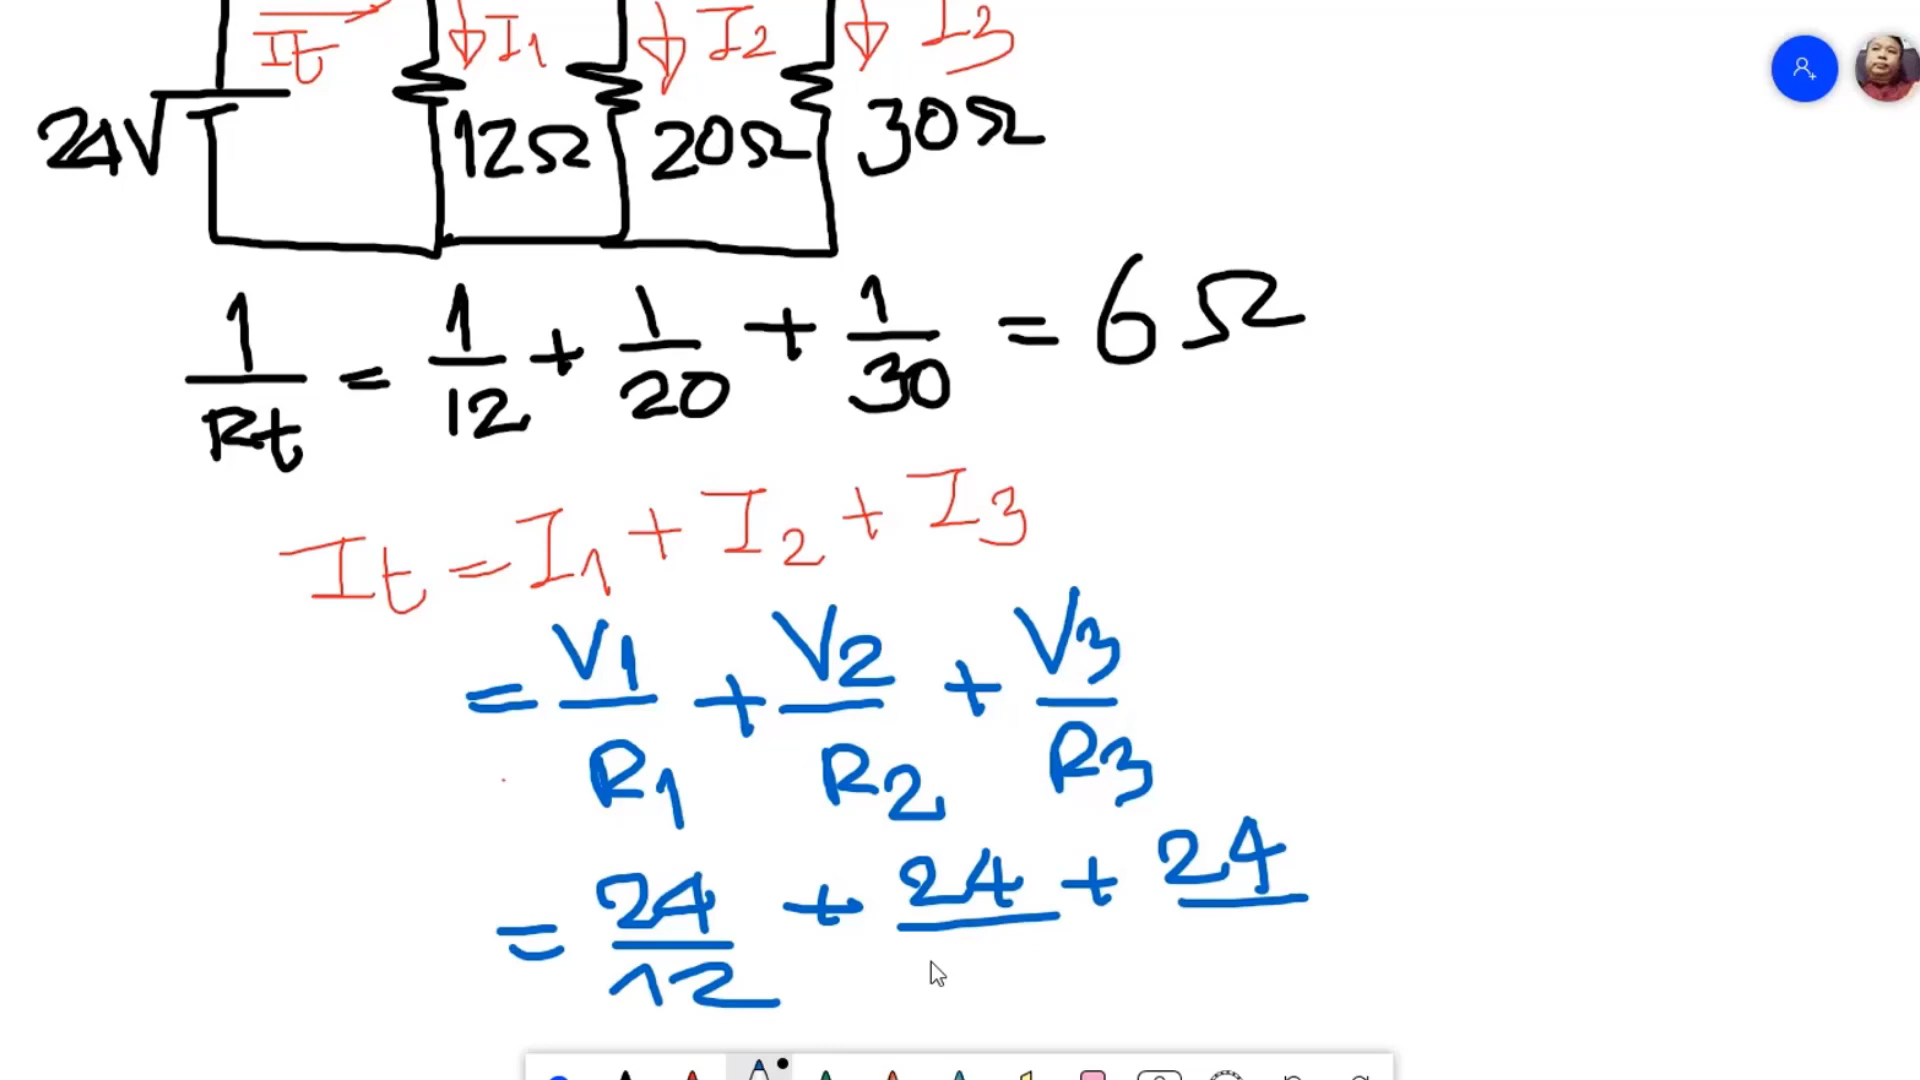 It I1 I2 I3
24V 12Ω 20Ω 30Ω
1/Rt = 1/12 + 1/20 + 1/30 = 6Ω
It = I1 + I2 + I3
= V1/R1 + V2/R2 + V3/R3
= 24/12 + 24/ + 24/